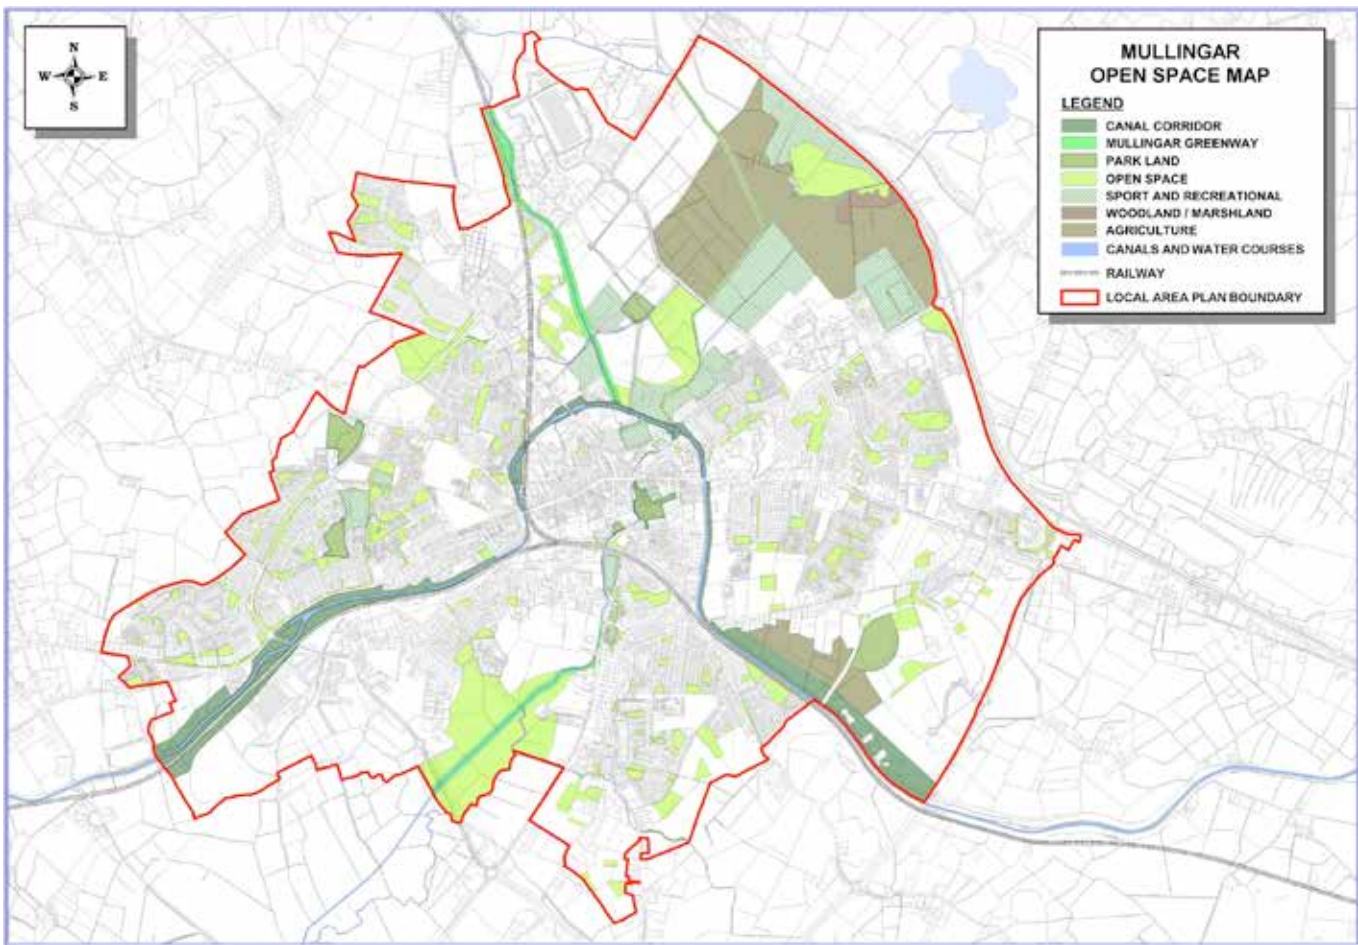 N
W E
S
MULLINGAR
OPEN SPACE MAP
LEGEND
CANAL CORRIDOR
MULLINGAR GREENWAY
PARK LAND
OPEN SPACE
SPORT AND RECREATIONAL
WOODLAND / MARSHLAND
AGRICULTURE
CANALS AND WATER COURSES
RAILWAY
LOCAL AREA PLAN BOUNDARY